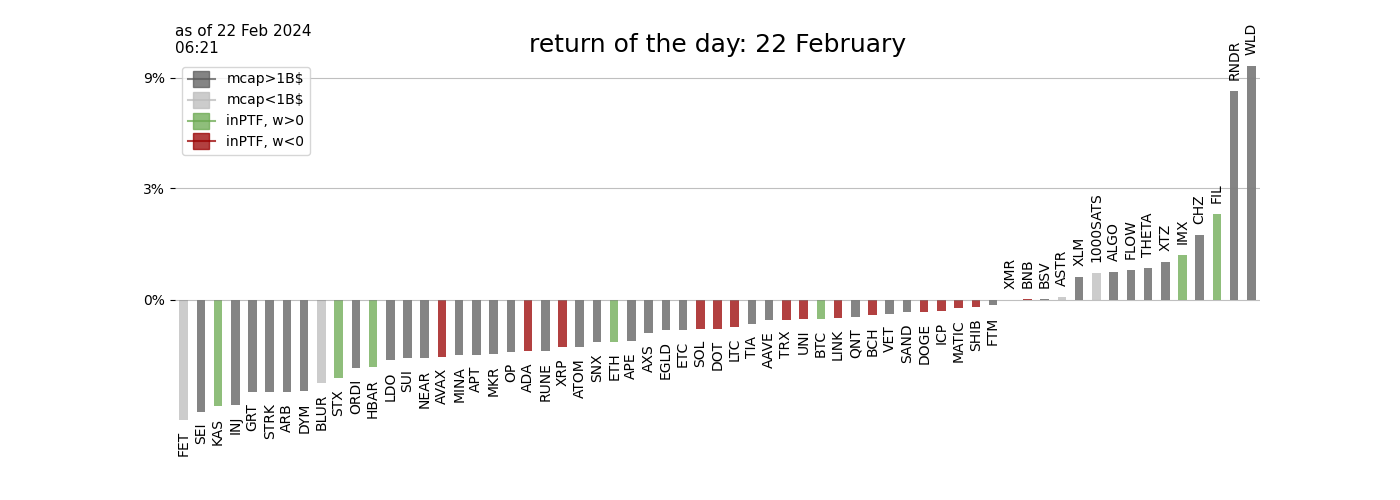 as of 22 Feb 2024
06:21
return of the day: 22 February
mcap>1B$
mcap<1B$
inPTF, w>0
inPTF, w<0
9%
3%
0%
FET
SEI
KAS
INJ
GRT
STRK
ARB
DYM
BLUR
STX
ORDI
HBAR
LDO
SUI
NEAR
AVAX
MINA
APT
MKR
OP
ADA
RUNE
XRP
ATOM
SNX
ETH
APE
AXS
EGLD
ETC
SOL
DOT
LTC
TIA
AAVE
TRX
UNI
BTC
LINK
QNT
BCH
VET
SAND
DOGE
ICP
MATIC
SHIB
FTM
XMR
BNB
BSV
ASTR
XLM
1000SATS
ALGO
FLOW
THETA
XTZ
IMX
CHZ
FIL
RNDR
WLD